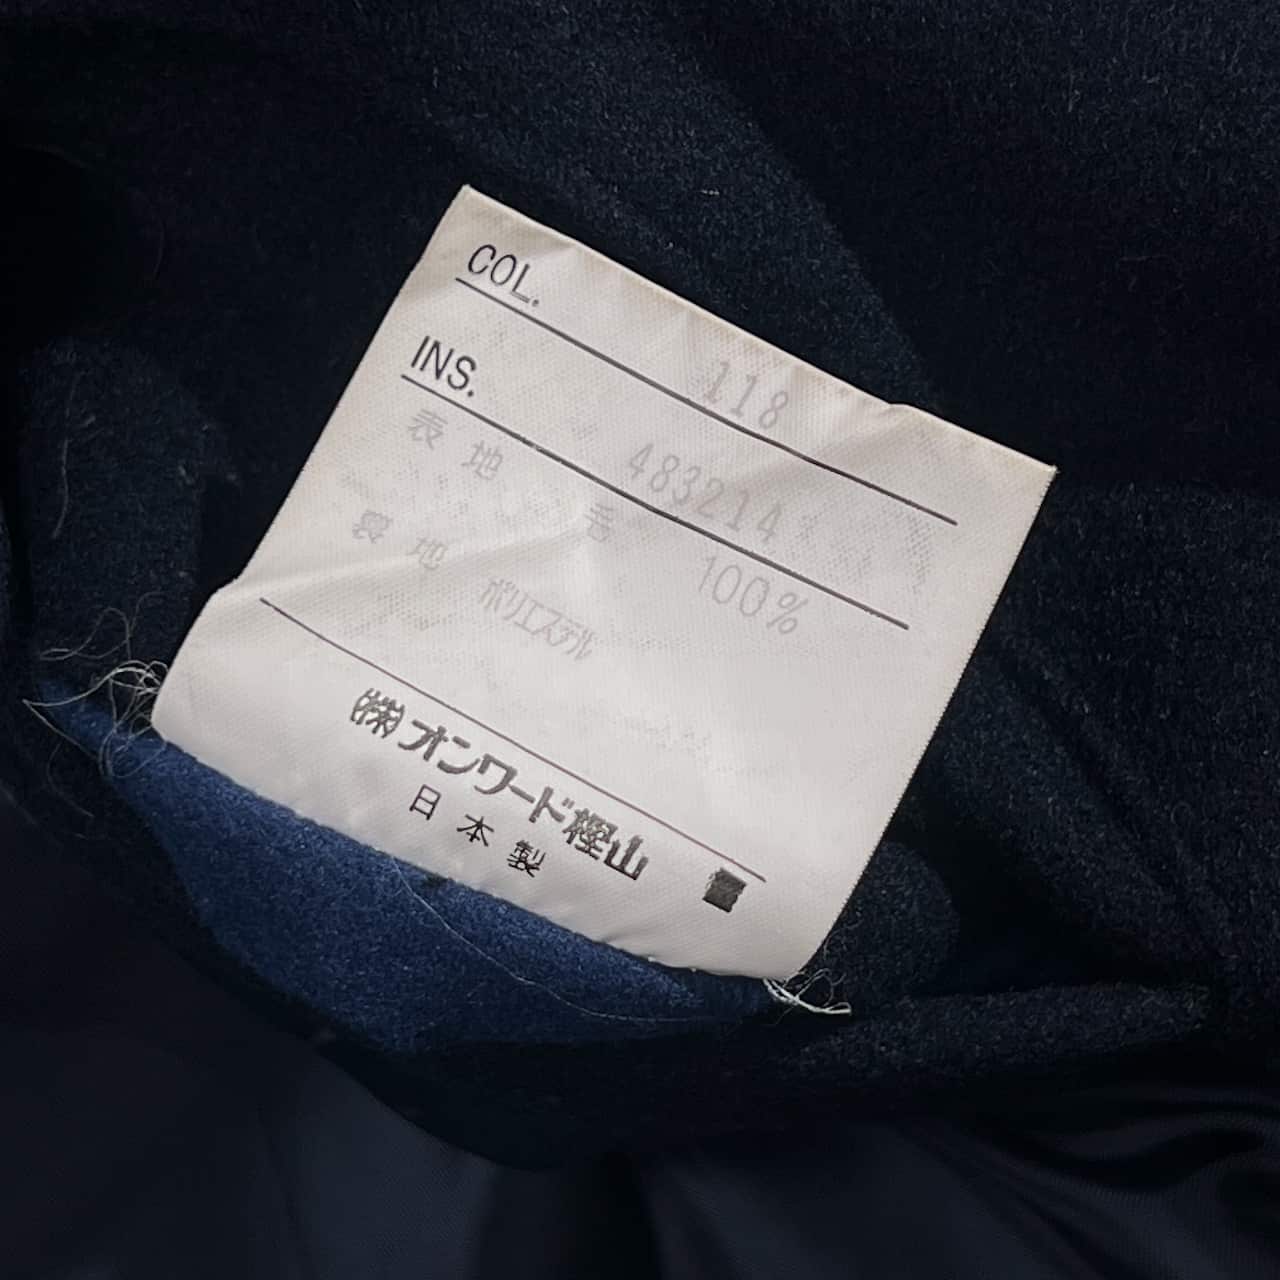 COL. 118
INS. 483214
表地 毛 100%
裏地 ポリエステル
(株)オンワード樫山
日本製